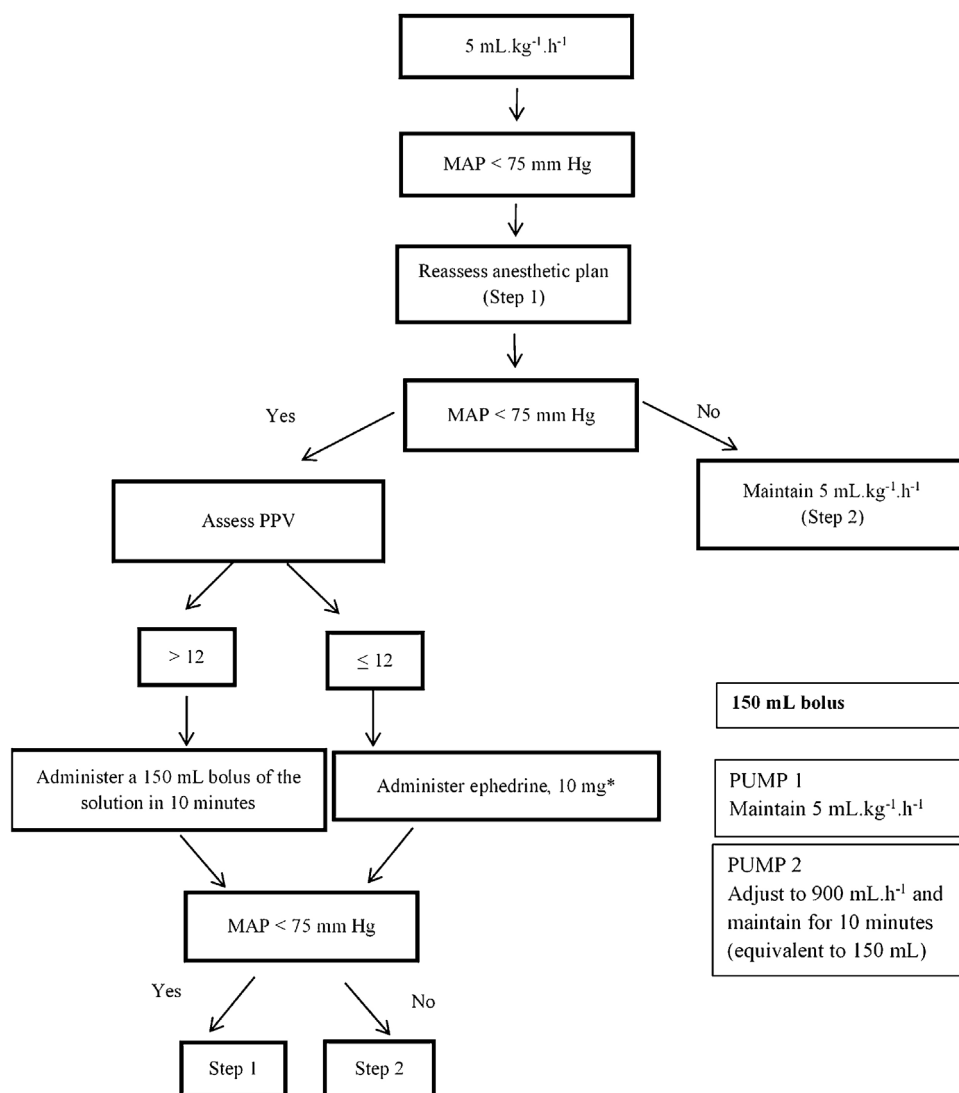 5 mL.kg⁻¹.h⁻¹
MAP < 75 mm Hg
Reassess anesthetic plan
(Step 1)
MAP < 75 mm Hg
Yes
No
Assess PPV
Maintain 5 mL.kg⁻¹.h⁻¹
(Step 2)
> 12
≤ 12
Administer a 150 mL bolus of the
solution in 10 minutes
Administer ephedrine, 10 mg*
MAP < 75 mm Hg
Yes
No
Step 1
Step 2
150 mL bolus
PUMP 1
Maintain 5 mL.kg⁻¹.h⁻¹
PUMP 2
Adjust to 900 mL.h⁻¹ and
maintain for 10 minutes
(equivalent to 150 mL)